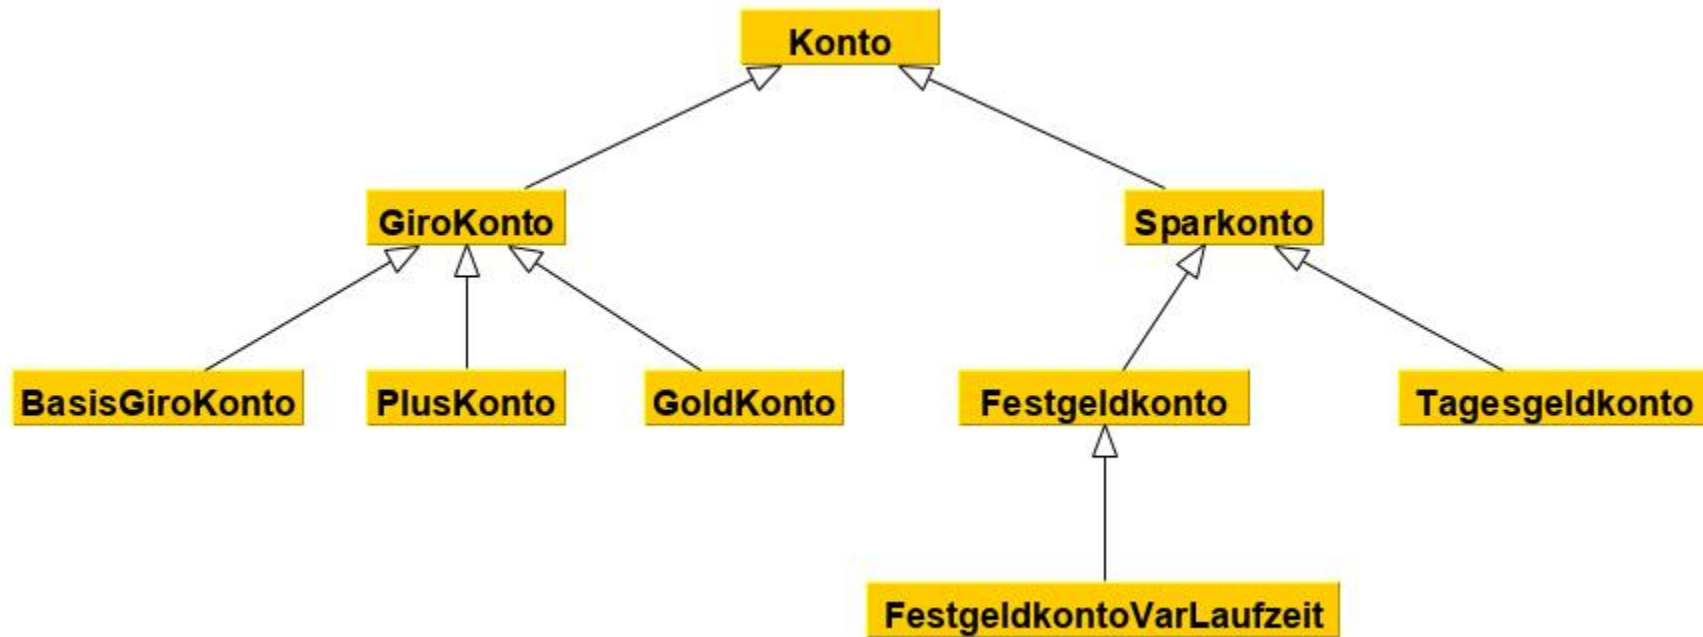 Konto
GiroKonto
Sparkonto
BasisGiroKonto
PlusKonto
GoldKonto
Festgeldkonto
Tagesgeldkonto
FestgeldkontoVarLaufzeit